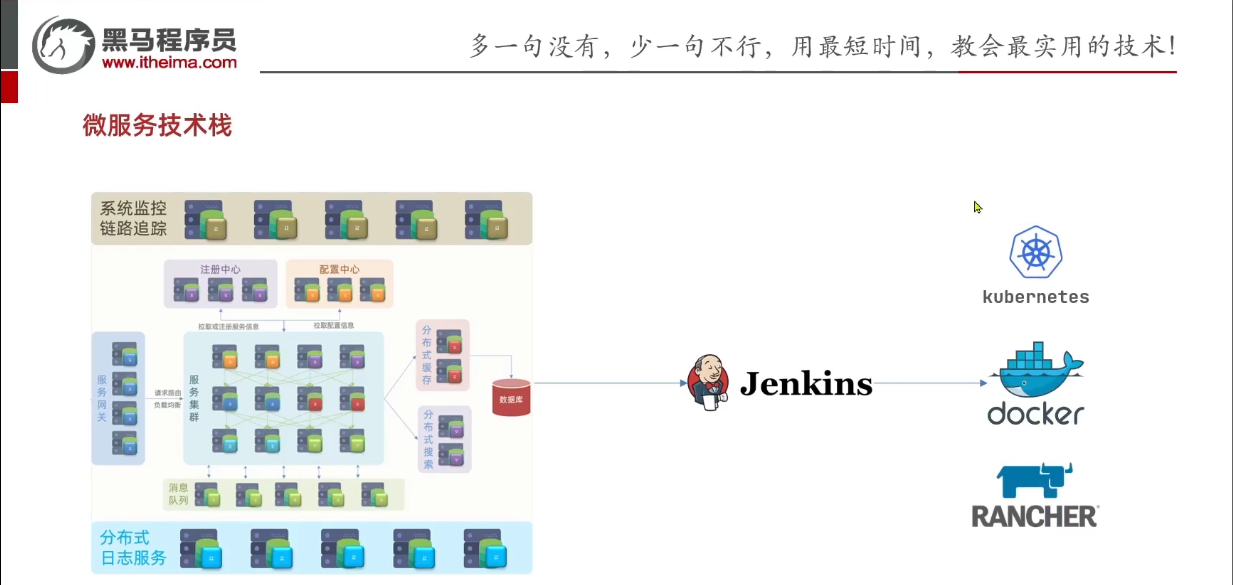 黑马程序员
www.itheima.com
多一句没有，少一句不行，用最短时间，教会最实用的技术！
微服务技术栈
系统监控
链路追踪
注册中心
配置中心
拉取或注册服务信息
拉取配置信息
服务网关
请求路由
负载均衡
服务集群
分布式缓存
数据库
分布式搜索
消息
队列
分布式
日志服务
Jenkins
kubernetes
docker
RANCHER